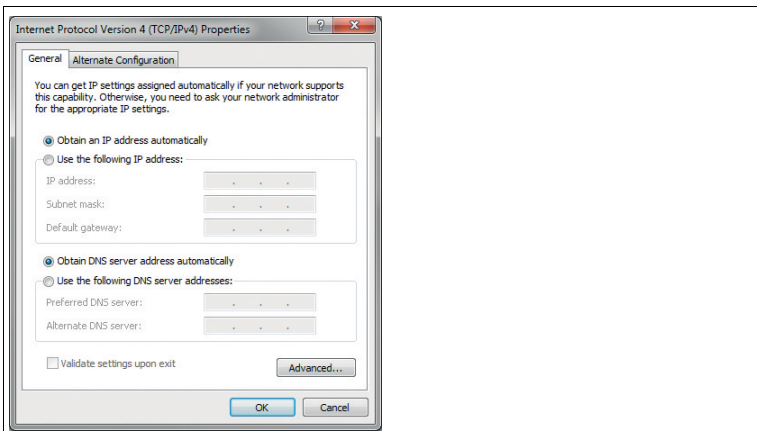 Internet Protocol Version 4 (TCP/IPv4) Properties
General Alternate Configuration
You can get IP settings assigned automatically if your network supports
this capability. Otherwise, you need to ask your network administrator
for the appropriate IP settings.
Obtain an IP address automatically
Use the following IP address:
IP address:
Subnet mask:
Default gateway:
Obtain DNS server address automatically
Use the following DNS server addresses:
Preferred DNS server:
Alternate DNS server:
Validate settings upon exit
Advanced...
OK Cancel